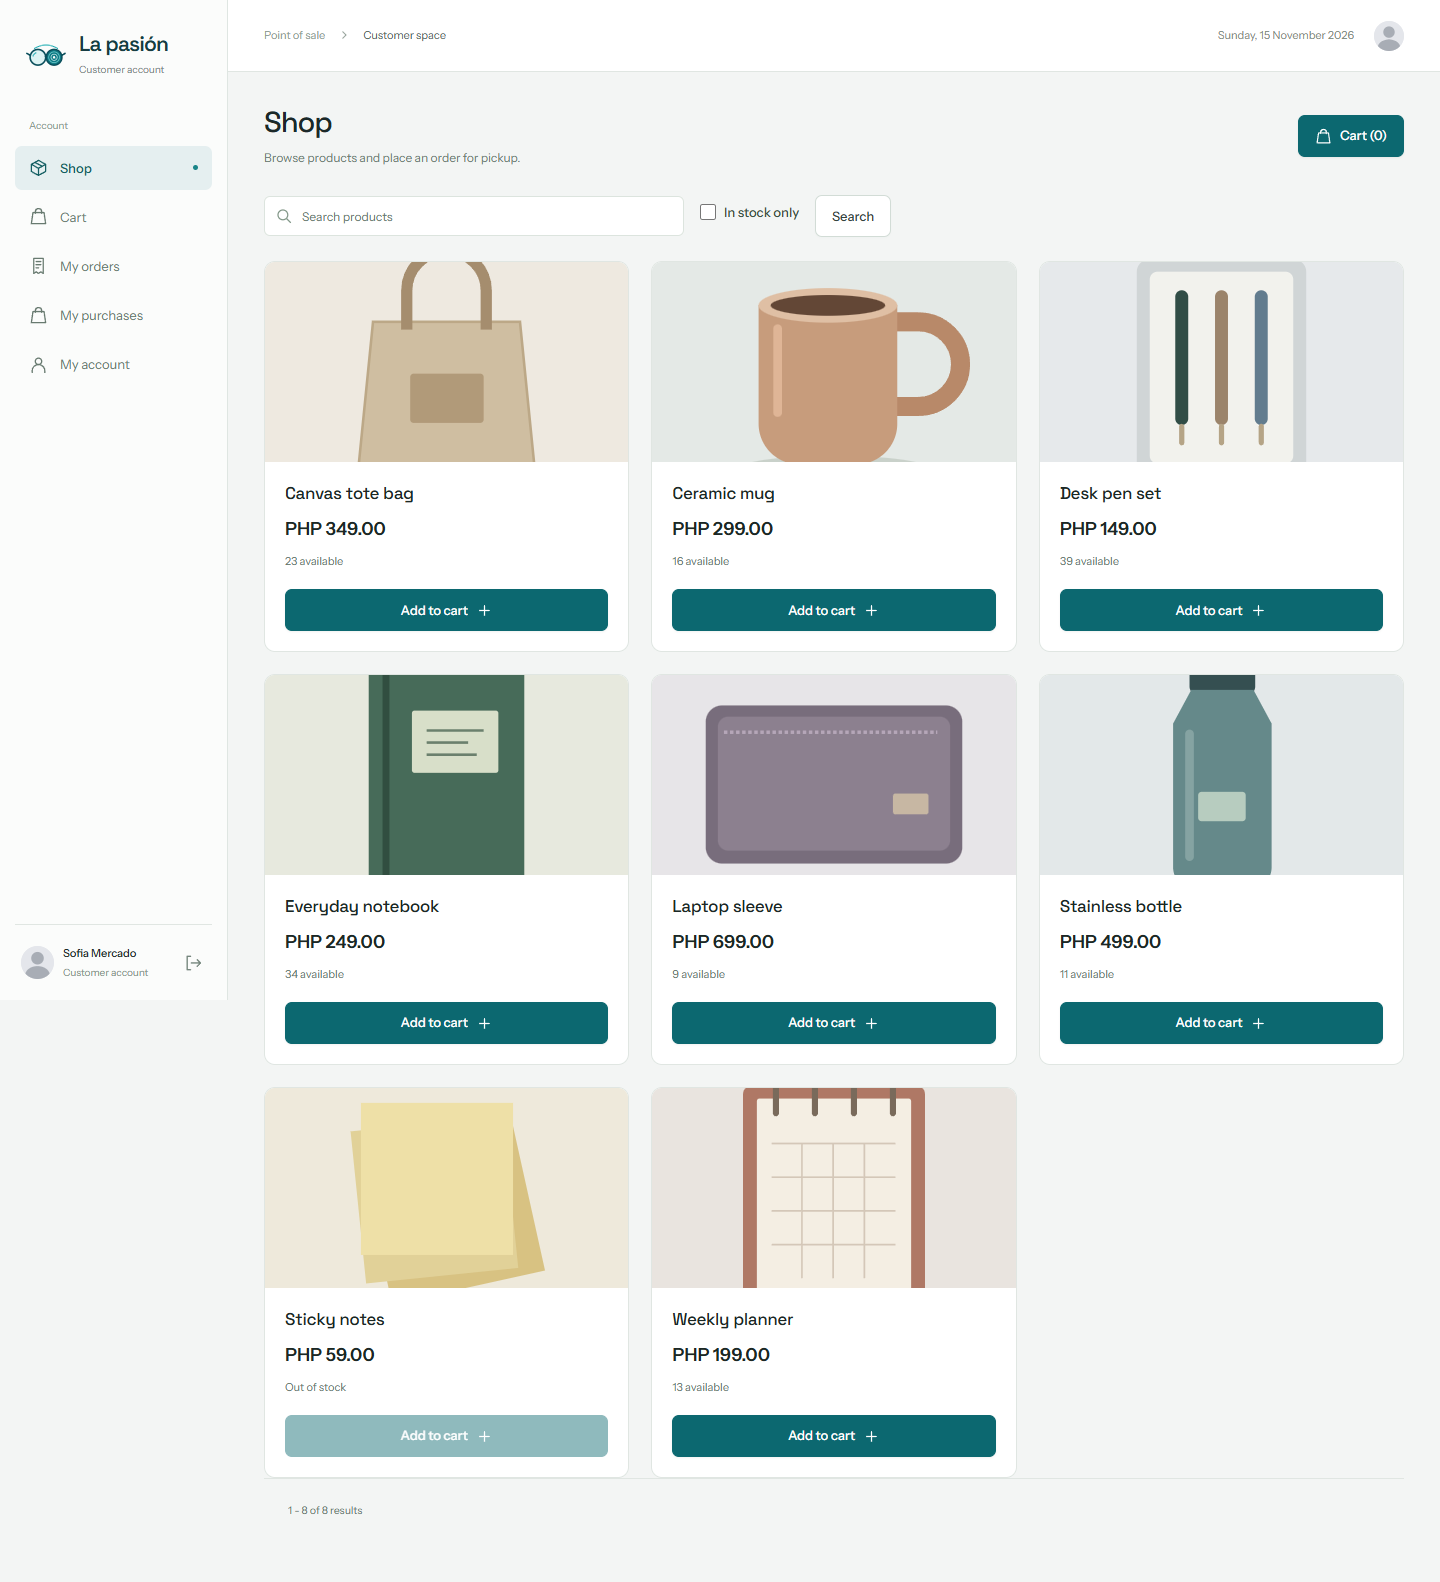 La pasión
Customer account
Account
Shop
Cart
My orders
My purchases
My account
Sofia Mercado
Customer account
Point of sale
Customer space
Sunday, 15 November 2026
Shop
Browse products and place an order for pickup.
Cart (0)
Search products
In stock only
Search
Canvas tote bag
PHP 349.00
23 available
Add to cart
Ceramic mug
PHP 299.00
16 available
Add to cart
Desk pen set
PHP 149.00
39 available
Add to cart
Everyday notebook
PHP 249.00
34 available
Add to cart
Laptop sleeve
PHP 699.00
9 available
Add to cart
Stainless bottle
PHP 499.00
11 available
Add to cart
Sticky notes
PHP 59.00
Out of stock
Add to cart
Weekly planner
PHP 199.00
13 available
Add to cart
1 - 8 of 8 results